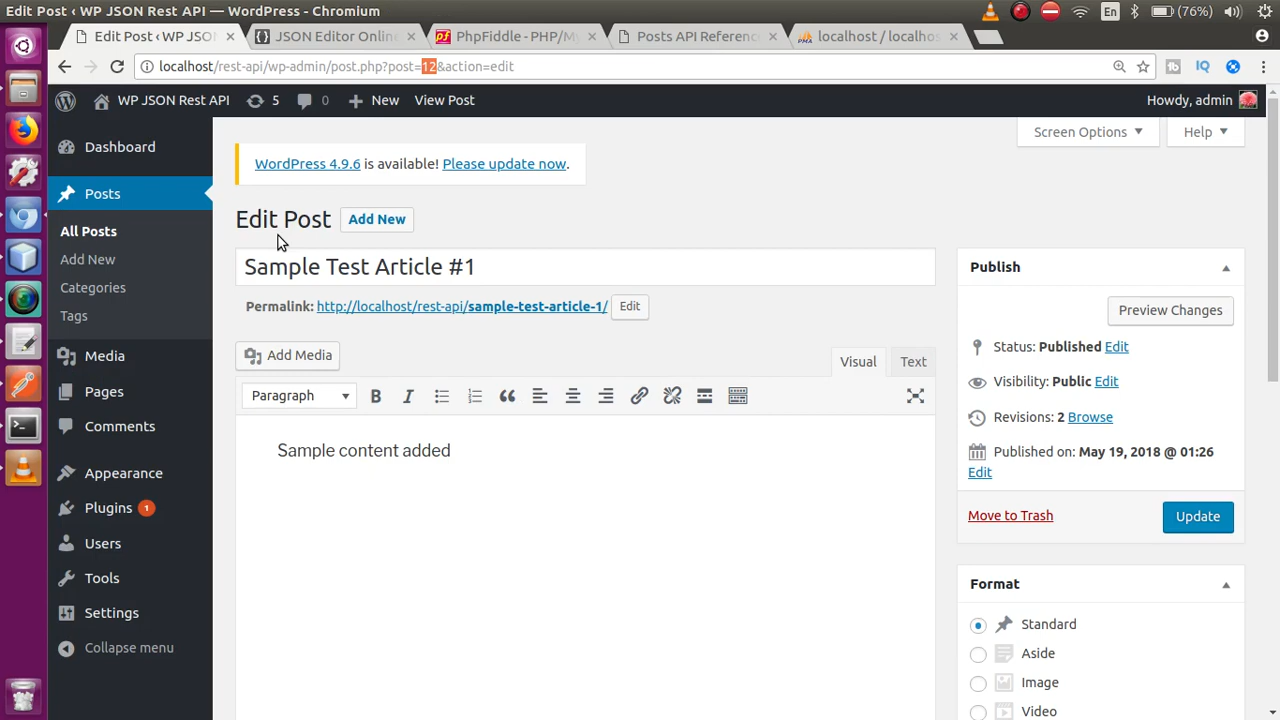 Edit Post ‹ WP JSON Rest API — WordPress - Chromium
En
(76%)
Edit Post ‹ WP JSON
JSON Editor Online
PhpFiddle - PHP/My
Posts API Reference
localhost / localhos
localhost/rest-api/wp-admin/post.php?post=12&action=edit
IQ
WP JSON Rest API
5
0
New
View Post
Howdy, admin
Screen Options
Help
Dashboard
Posts
All Posts
Add New
Categories
Tags
Media
Pages
Comments
Appearance
Plugins 1
Users
Tools
Settings
Collapse menu
WordPress 4.9.6 is available! Please update now.
Edit Post
Add New
Sample Test Article #1
Permalink: http://localhost/rest-api/sample-test-article-1/ Edit
Add Media
Visual
Text
Paragraph
B
I
Sample content added
Publish
Preview Changes
Status: Published Edit
Visibility: Public Edit
Revisions: 2 Browse
Published on: May 19, 2018 @ 01:26
Edit
Move to Trash
Update
Format
Standard
Aside
Image
Video